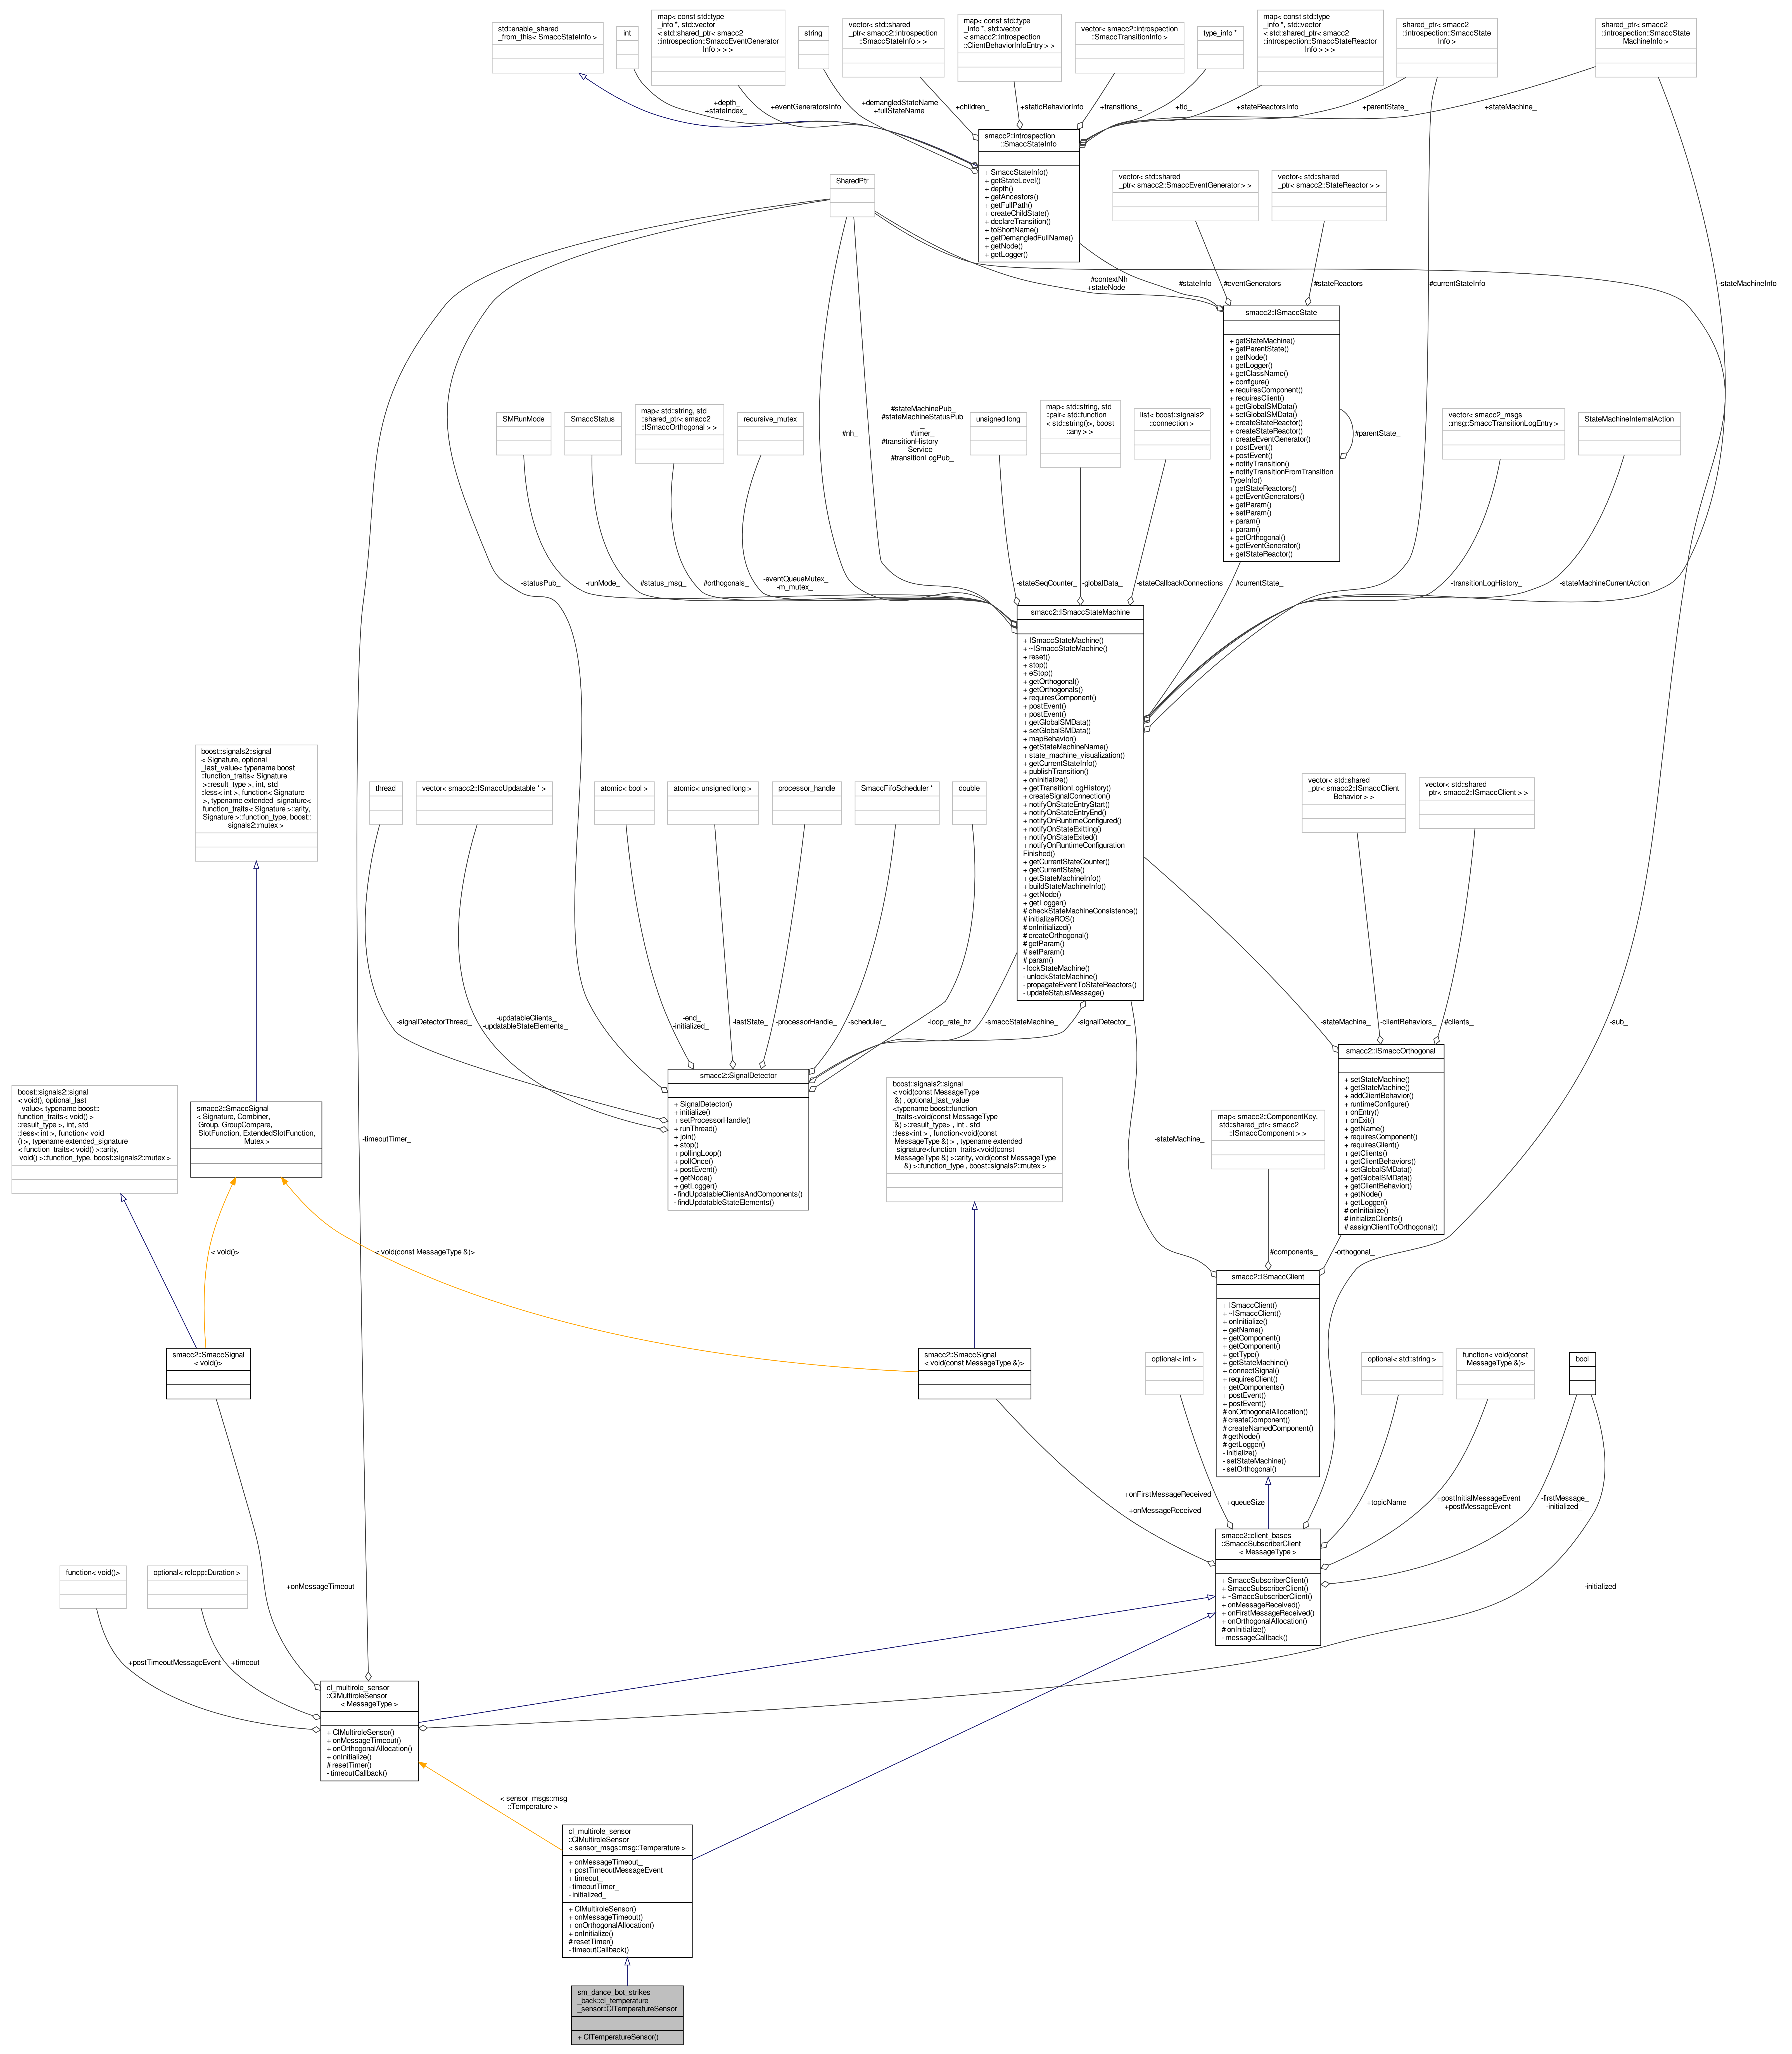 std::enable_shared
_from_this< SmaccStateInfo >
int
map< const std::type
_info *, std::vector
< std::shared_ptr< smacc2
::introspection::SmaccEventGenerator
Info > > >
string
vector< std::shared
_ptr< smacc2::introspection
::SmaccStateInfo > >
map< const std::type
_info *, std::vector
< smacc2::introspection
::ClientBehaviorInfoEntry > >
vector< smacc2::introspection
::SmaccTransitionInfo >
type_info *
map< const std::type
_info *, std::vector
< std::shared_ptr< smacc2
::introspection::SmaccStateReactor
Info > > >
shared_ptr< smacc2
::introspection::SmaccState
Info >
shared_ptr< smacc2
::introspection::SmaccState
MachineInfo >
+depth_
+stateIndex_
+eventGeneratorsInfo
+demangledStateName
+fullStateName
+children_
+staticBehaviorInfo
+transitions_
+tid_
+stateReactorsInfo
+parentState_
+stateMachine_
smacc2::introspection
::SmaccStateInfo
+ SmaccStateInfo()
+ getStateLevel()
+ depth()
+ getAncestors()
+ getFullPath()
+ createChildState()
+ declareTransition()
+ toShortName()
+ getDemangledFullName()
+ getNode()
+ getLogger()
SharedPtr
vector< std::shared
_ptr< smacc2::SmaccEventGenerator > >
vector< std::shared
_ptr< smacc2::StateReactor > >
#contextNh
+stateNode_
#stateInfo_
#eventGenerators_
#stateReactors_
#currentStateInfo_
-stateMachineInfo_
smacc2::ISmaccState
+ getStateMachine()
+ getParentState()
+ getNode()
+ getLogger()
+ getClassName()
+ configure()
+ requiresComponent()
+ requiresClient()
+ getGlobalSMData()
+ setGlobalSMData()
+ createStateReactor()
+ createStateReactor()
+ createEventGenerator()
+ postEvent()
+ postEvent()
+ notifyTransition()
+ notifyTransitionFromTransition
TypeInfo()
+ getStateReactors()
+ getEventGenerators()
+ getParam()
+ setParam()
+ param()
+ param()
+ getOrthogonal()
+ getEventGenerator()
+ getStateReactor()
#parentState_
SMRunMode
SmaccStatus
map< std::string, std
::shared_ptr< smacc2
::ISmaccOrthogonal > >
recursive_mutex
#nh_
#stateMachinePub_
#stateMachineStatusPub
_
#timer_
#transitionHistory
Service_
#transitionLogPub_
unsigned long
map< std::string, std
::pair< std::function
< std::string()>, boost
::any > >
list< boost::signals2
::connection >
vector< smacc2_msgs
::msg::SmaccTransitionLogEntry >
StateMachineInternalAction
-statusPub_
-runMode_
#status_msg_
#orthogonals_
-eventQueueMutex_
-m_mutex_
-stateSeqCounter_
-globalData_
-stateCallbackConnections
#currentState_
-transitionLogHistory_
-stateMachineCurrentAction
smacc2::ISmaccStateMachine
+ ISmaccStateMachine()
+ ~ISmaccStateMachine()
+ reset()
+ stop()
+ eStop()
+ getOrthogonal()
+ getOrthogonals()
+ requiresComponent()
+ postEvent()
+ postEvent()
+ getGlobalSMData()
+ setGlobalSMData()
+ mapBehavior()
+ getStateMachineName()
+ state_machine_visualization()
+ getCurrentStateInfo()
+ publishTransition()
+ onInitialize()
+ getTransitionLogHistory()
+ createSignalConnection()
+ notifyOnStateEntryStart()
+ notifyOnStateEntryEnd()
+ notifyOnRuntimeConfigured()
+ notifyOnStateExitting()
+ notifyOnStateExited()
+ notifyOnRuntimeConfiguration
Finished()
+ getCurrentStateCounter()
+ getCurrentState()
+ getStateMachineInfo()
+ buildStateMachineInfo()
+ getNode()
+ getLogger()
# checkStateMachineConsistence()
# initializeROS()
# onInitialized()
# createOrthogonal()
# getParam()
# setParam()
# param()
- lockStateMachine()
- unlockStateMachine()
- propagateEventToStateReactors()
- updateStatusMessage()
boost::signals2::signal
< Signature, optional
_last_value< typename boost
::function_traits< Signature
>::result_type >, int, std
::less< int >, function< Signature
>, typename extended_signature<
function_traits< Signature >::arity,
Signature >::function_type, boost::
signals2::mutex >
thread
vector< smacc2::ISmaccUpdatable * >
atomic< bool >
atomic< unsigned long >
processor_handle
SmaccFifoScheduler *
double
vector< std::shared
_ptr< smacc2::ISmaccClient
Behavior > >
vector< std::shared
_ptr< smacc2::ISmaccClient > >
-signalDetectorThread_
-updatableClients_
-updatableStateElements_
-end_
-initialized_
-lastState_
-processorHandle_
-scheduler_
-loop_rate_hz
-smaccStateMachine_
-signalDetector_
-stateMachine_
-clientBehaviors_
#clients_
-sub_
smacc2::SignalDetector
+ SignalDetector()
+ initialize()
+ setProcessorHandle()
+ runThread()
+ join()
+ stop()
+ pollingLoop()
+ pollOnce()
+ postEvent()
+ getNode()
+ getLogger()
- findUpdatableClientsAndComponents()
- findUpdatableStateElements()
smacc2::ISmaccOrthogonal
+ setStateMachine()
+ getStateMachine()
+ addClientBehavior()
+ runtimeConfigure()
+ onEntry()
+ onExit()
+ getName()
+ requiresComponent()
+ requiresClient()
+ getClients()
+ getClientBehaviors()
+ setGlobalSMData()
+ getGlobalSMData()
+ getClientBehavior()
+ getNode()
+ getLogger()
# onInitialize()
# initializeClients()
# assignClientToOrthogonal()
boost::signals2::signal
< void(), optional_last
_value< typename boost::
function_traits< void() >
::result_type >, int, std
::less< int >, function< void
() >, typename extended_signature
< function_traits< void() >::arity,
void() >::function_type, boost::signals2::mutex >
smacc2::SmaccSignal
< Signature, Combiner,
Group, GroupCompare,
SlotFunction, ExtendedSlotFunction,
Mutex >
boost::signals2::signal
< void(const MessageType
&) , optional_last_value
<typename boost::function
_traits<void(const MessageType
&) >::result_type> , int , std
::less<int > , function<void(const
MessageType &) > , typename extended
_signature<function_traits<void(const
MessageType &) >::arity, void(const MessageType
&) >::function_type , boost::signals2::mutex >
map< smacc2::ComponentKey,
std::shared_ptr< smacc2
::ISmaccComponent > >
-timeoutTimer_
-stateMachine_
< void()>
< void(const MessageType &)>
#components_
-orthogonal_
smacc2::ISmaccClient
+ ISmaccClient()
+ ~ISmaccClient()
+ onInitialize()
+ getName()
+ getComponent()
+ getComponent()
+ getType()
+ getStateMachine()
+ connectSignal()
+ requiresClient()
+ getComponents()
+ postEvent()
+ postEvent()
# onOrthogonalAllocation()
# createComponent()
# createNamedComponent()
# getNode()
# getLogger()
- initialize()
- setStateMachine()
- setOrthogonal()
smacc2::SmaccSignal
< void()>
smacc2::SmaccSignal
< void(const MessageType &)>
optional< int >
optional< std::string >
function< void(const
MessageType &)>
bool
+onFirstMessageReceived
_
+onMessageReceived_
+queueSize
+topicName
+postInitialMessageEvent
+postMessageEvent
-firstMessage_
-initialized_
smacc2::client_bases
::SmaccSubscriberClient
< MessageType >
+ SmaccSubscriberClient()
+ SmaccSubscriberClient()
+ ~SmaccSubscriberClient()
+ onMessageReceived()
+ onFirstMessageReceived()
+ onOrthogonalAllocation()
# onInitialize()
- messageCallback()
function< void()>
optional< rclcpp::Duration >
+onMessageTimeout_
-initialized_
+postTimeoutMessageEvent
+timeout_
cl_multirole_sensor
::ClMultiroleSensor
< MessageType >
+ ClMultiroleSensor()
+ onMessageTimeout()
+ onOrthogonalAllocation()
+ onInitialize()
# resetTimer()
- timeoutCallback()
< sensor_msgs::msg
::Temperature >
cl_multirole_sensor
::ClMultiroleSensor
< sensor_msgs::msg::Temperature >
+ onMessageTimeout_
+ postTimeoutMessageEvent
+ timeout_
- timeoutTimer_
- initialized_
+ ClMultiroleSensor()
+ onMessageTimeout()
+ onOrthogonalAllocation()
+ onInitialize()
# resetTimer()
- timeoutCallback()
sm_dance_bot_strikes
_back::cl_temperature
_sensor::ClTemperatureSensor
+ ClTemperatureSensor()